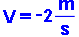 v = -2 m/s